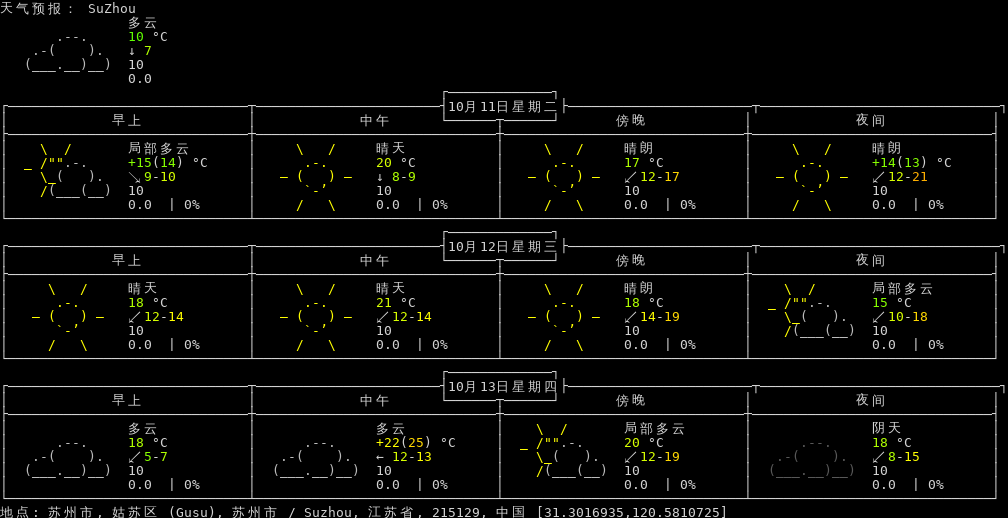 天气预报: SuZhou
多云
10 °C
↓ 7
10
0.0
10月11日星期二
早上 中午 傍晚 夜间
局部多云 晴天 晴朗 晴朗
+15(14) °C 20 °C 17 °C +14(13) °C
↘9-10 ↓ 8-9 ↙12-17 ↙12-21
10 10 10 10
0.0 | 0% 0.0 | 0% 0.0 | 0% 0.0 | 0%
10月12日星期三
早上 中午 傍晚 夜间
晴天 晴天 晴朗 局部多云
18 °C 21 °C 18 °C 15 °C
↙12-14 ↙12-14 ↙14-19 ↙10-18
10 10 10 10
0.0 | 0% 0.0 | 0% 0.0 | 0% 0.0 | 0%
10月13日星期四
早上 中午 傍晚 夜间
多云 多云 局部多云 阴天
18 °C +22(25) °C 20 °C 18 °C
↙5-7 ← 12-13 ↙12-19 ↙8-15
10 10 10 10
0.0 | 0% 0.0 | 0% 0.0 | 0% 0.0 | 0%
地点: 苏州市, 姑苏区 (Gusu), 苏州市 / Suzhou, 江苏省, 215129, 中国 [31.3016935,120.5810725]